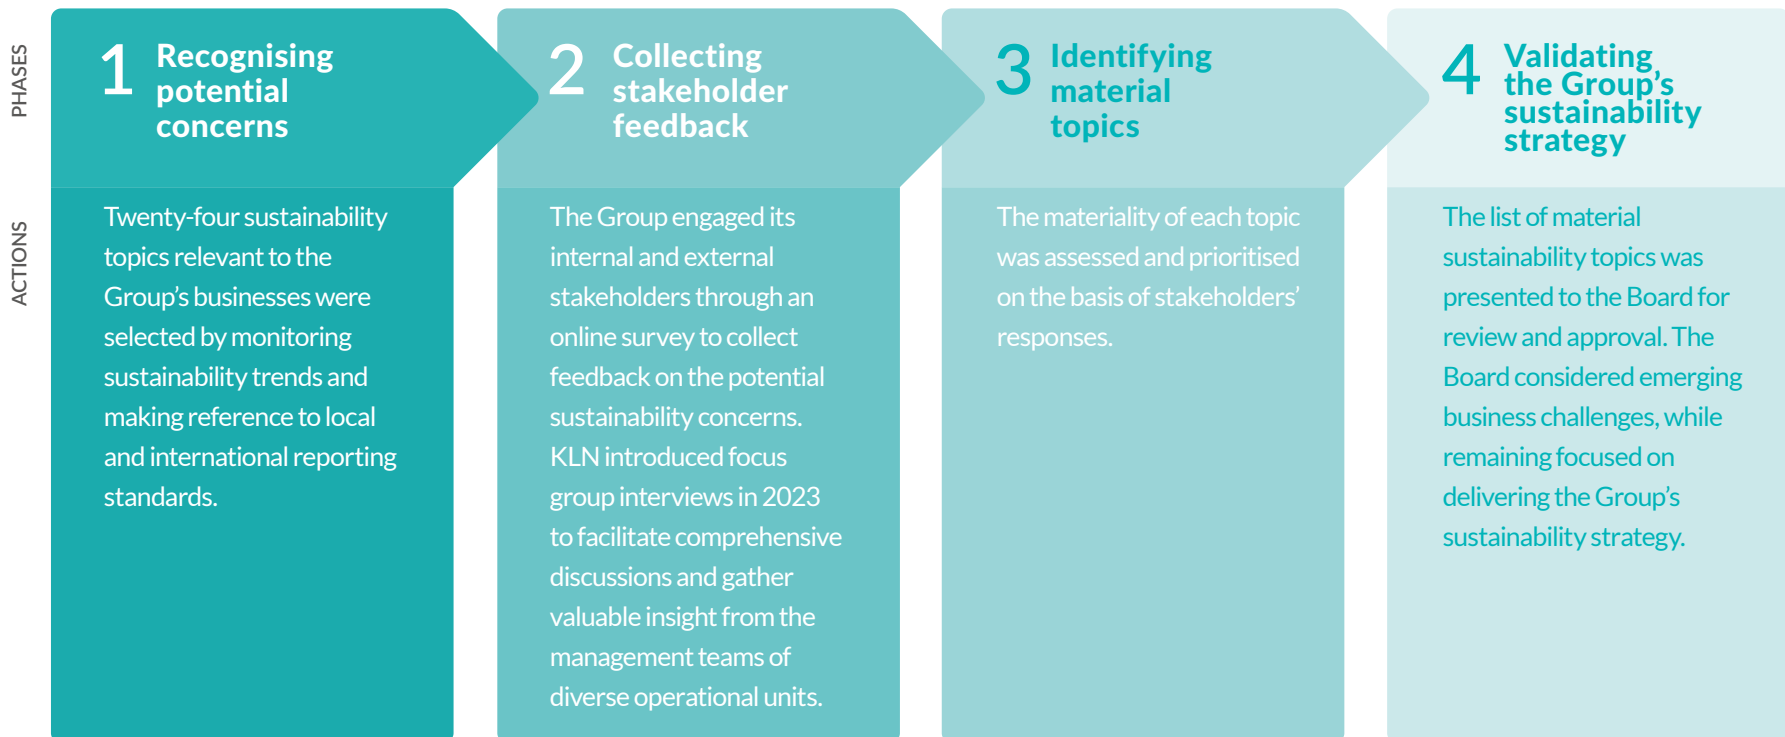 PHASES
1
Recognising
potential
concerns
2
Collecting
stakeholder
feedback
3
Identifying
material
topics
4
Validating
the Group's
sustainability
strategy
ACTIONS
Twenty-four sustainability
topics relevant to the
Group's businesses were
selected by monitoring
sustainability trends and
making reference to local
and international reporting
standards.
The Group engaged its
internal and external
stakeholders through an
online survey to collect
feedback on the potential
sustainability concerns.
KLN introduced focus
group interviews in 2023
to facilitate comprehensive
discussions and gather
valuable insight from the
management teams of
diverse operational units.
The materiality of each topic
was assessed and prioritised
on the basis of stakeholders'
responses.
The list of material
sustainability topics was
presented to the Board for
review and approval. The
Board considered emerging
business challenges, while
remaining focused on
delivering the Group's
sustainability strategy.